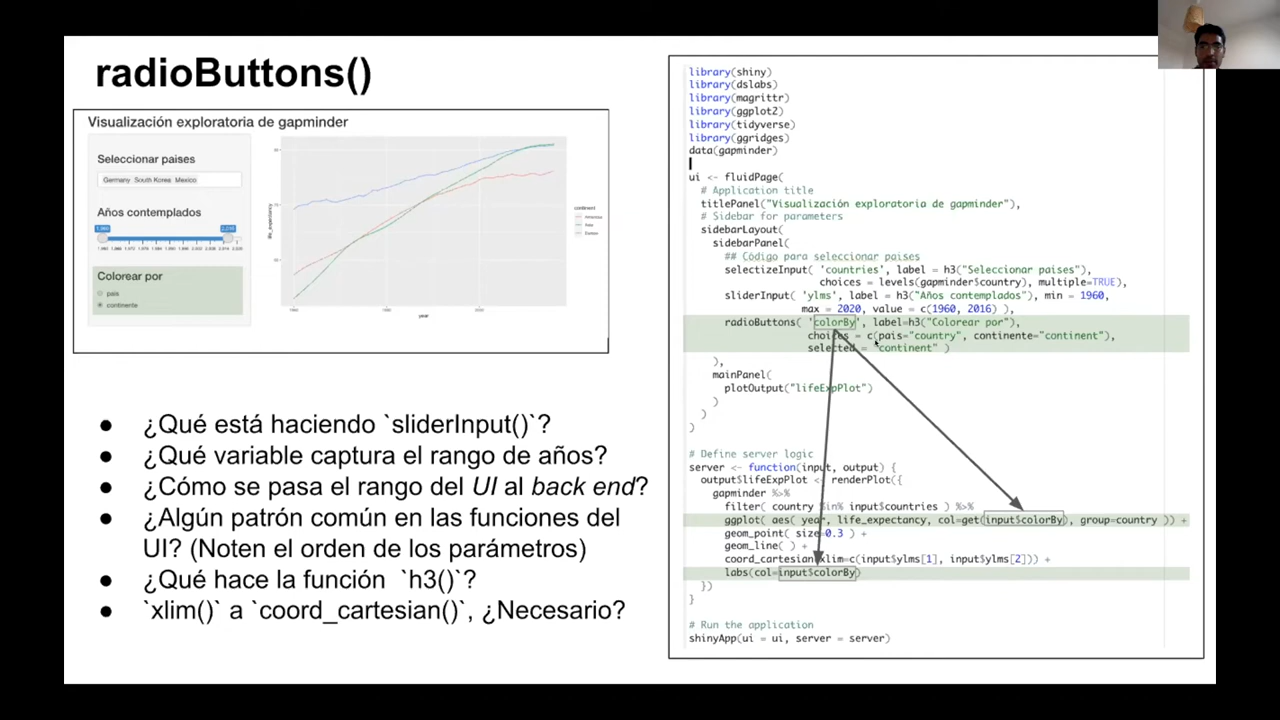 radioButtons()
Visualización exploratoria de gapminder
Seleccionar paises
Germany South Korea Mexico
Años contemplados
Colorear por
pais
continente
life_expectancy
year
continent
¿Qué está haciendo `sliderInput()`?
¿Qué variable captura el rango de años?
¿Cómo se pasa el rango del UI al back end?
¿Algún patrón común en las funciones del
UI? (Noten el orden de los parámetros)
¿Qué hace la función `h3()`?
`xlim()` a `coord_cartesian()`, ¿Necesario?
library(shiny)
library(dslabs)
library(magrittr)
library(ggplot2)
library(tidyverse)
library(ggridges)
data(gapminder)
ui <- fluidPage(
# Application title
titlePanel("Visualización exploratoria de gapminder"),
# Sidebar for parameters
sidebarLayout(
sidebarPanel(
## Código para seleccionar paises
selectizeInput( 'countries', label = h3("Seleccionar paises"),
choices = levels(gapminder$country), multiple=TRUE),
sliderInput( 'ylms', label = h3("Años contemplados"), min = 1960,
max = 2020, value = c(1960, 2016) ),
radioButtons( 'colorBy', label=h3("Colorear por"),
choices = c(pais="country", continente="continent"),
selected = "continent" )
),
mainPanel(
plotOutput("lifeExpPlot")
)
)
)
# Define server logic
server <- function(input, output) {
output$lifeExpPlot <- renderPlot({
gapminder %>%
filter( country %in% input$countries ) %>%
ggplot( aes( year, life_expectancy, col=get(input$colorBy), group=country )) +
geom_point( size=0.3 ) +
geom_line( ) +
coord_cartesian(xlim=c(input$ylms[1], input$ylms[2])) +
labs(col=input$colorBy)
})
}
# Run the application
shinyApp(ui = ui, server = server)